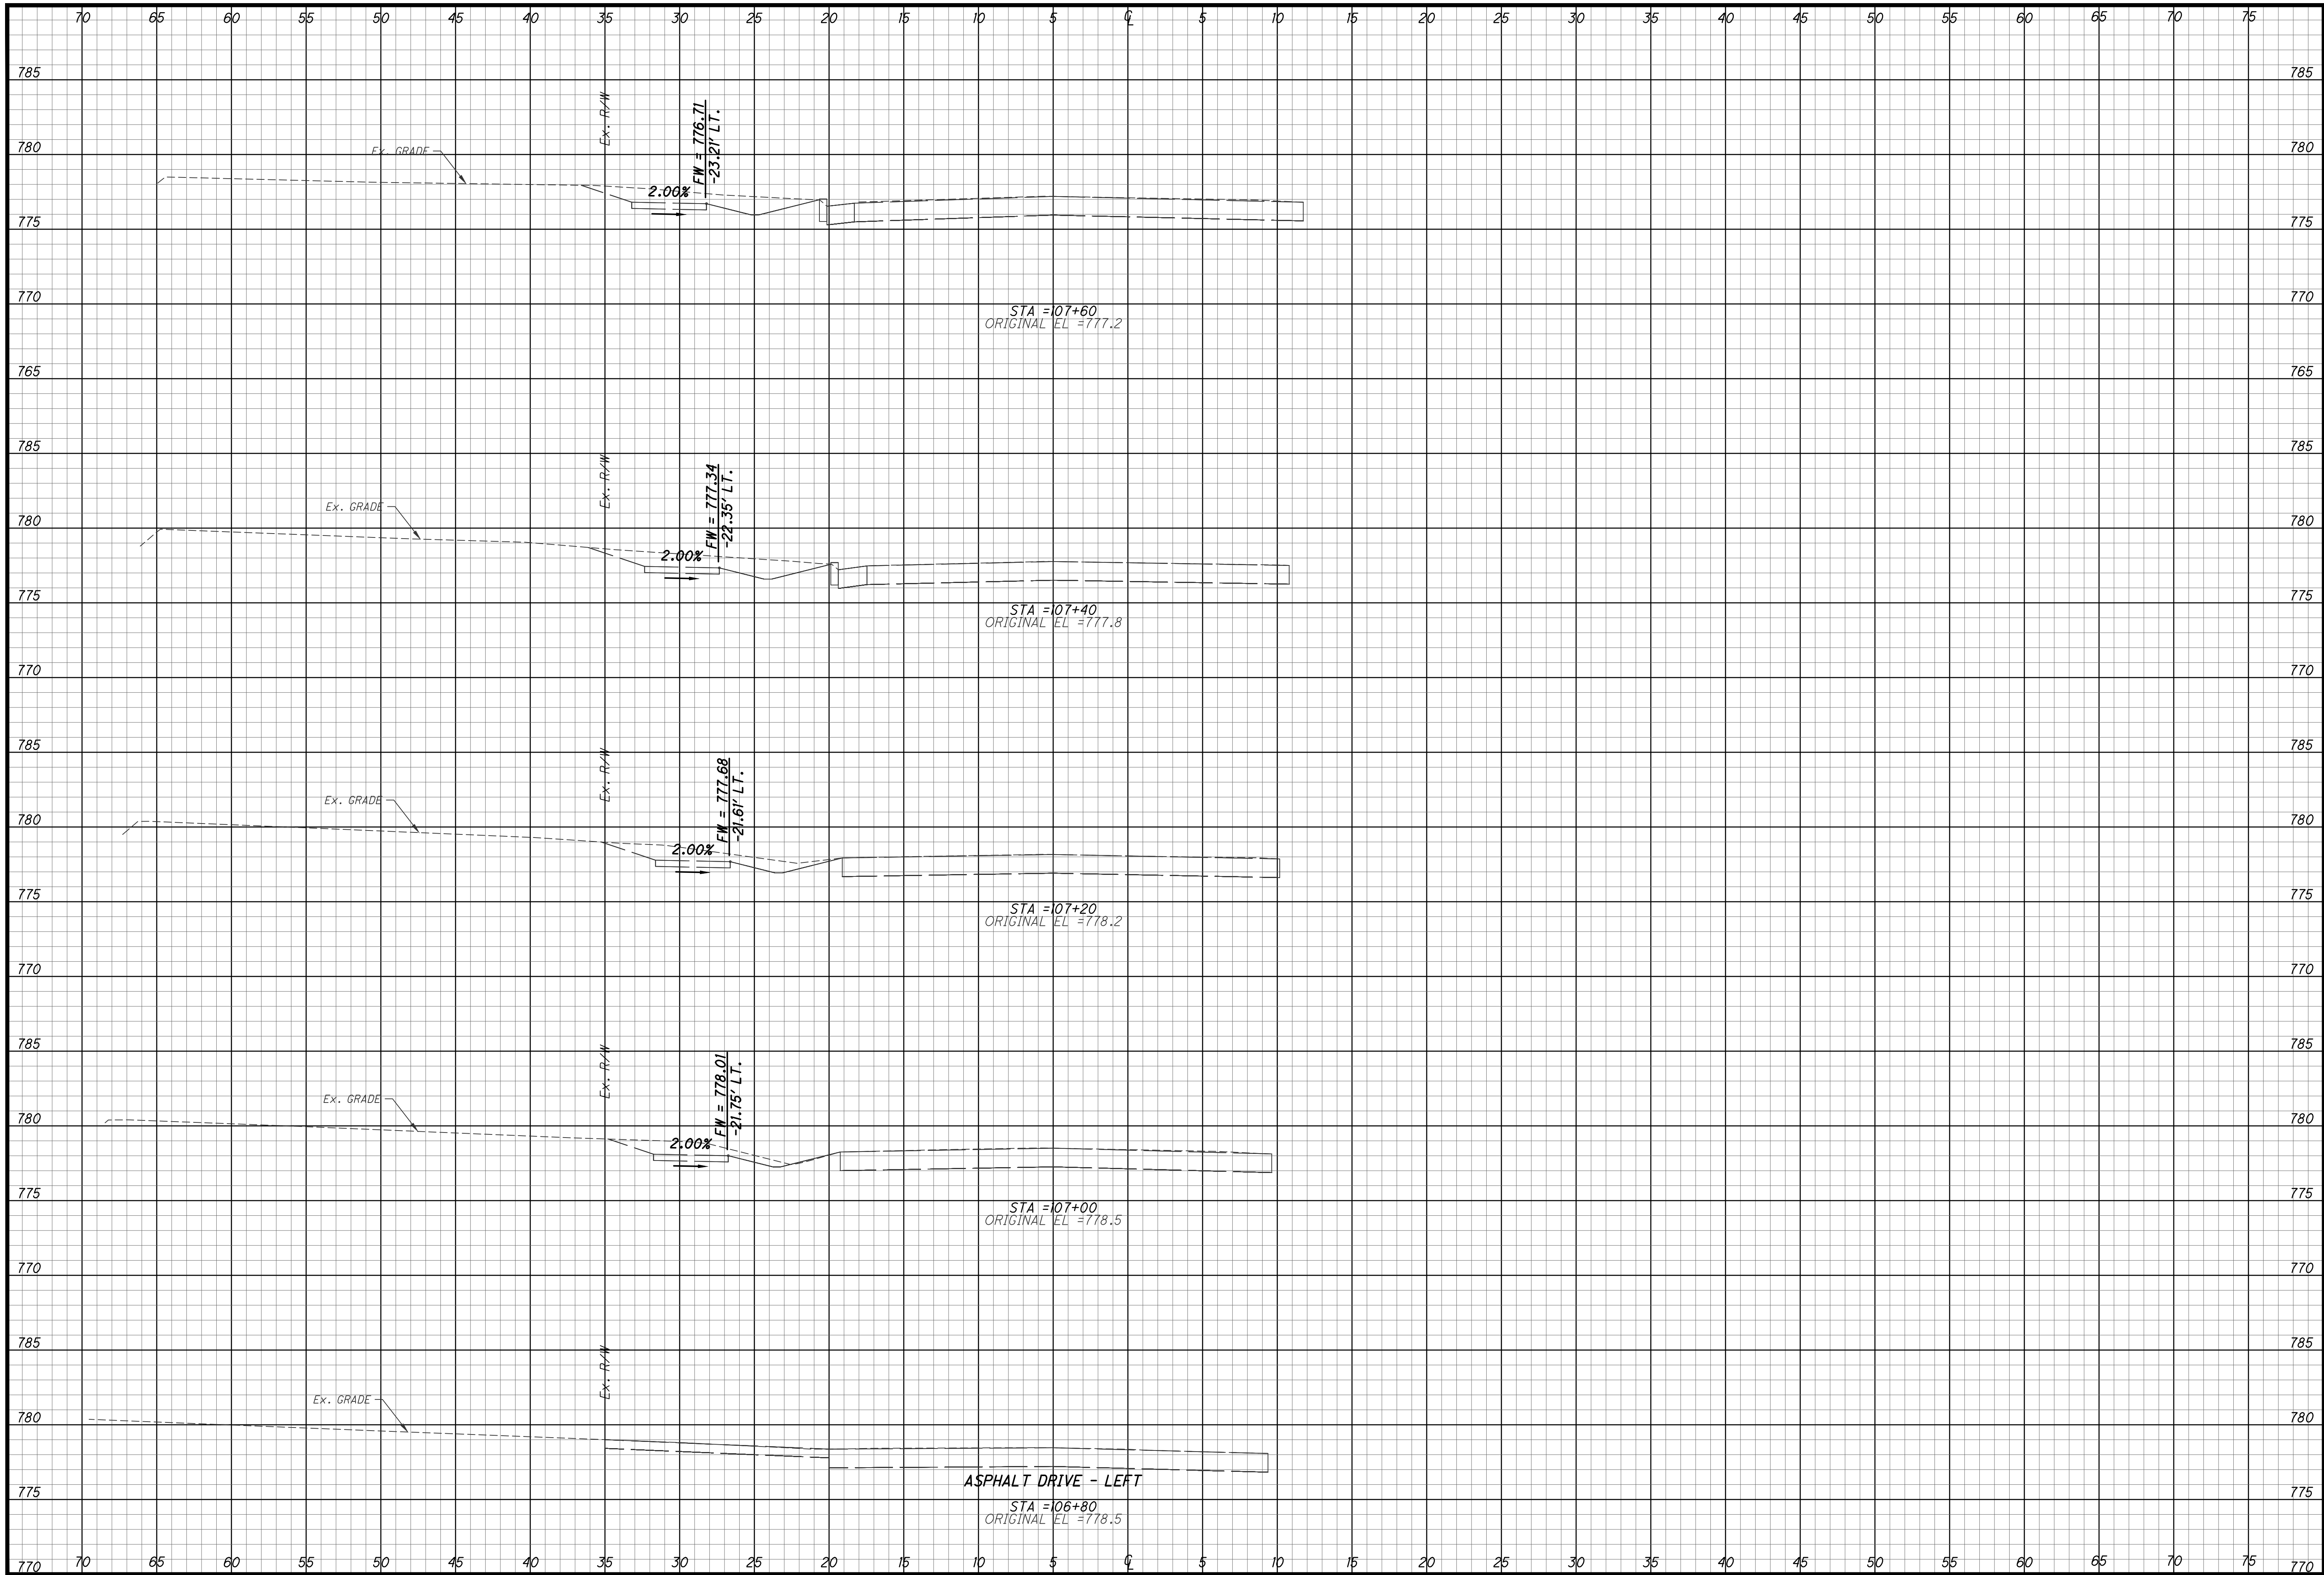 70 65 60 55 50 45 40 35 30 25 20 15 10 5 ℄ 5 10 15 20 25 30 35 40 45 50 55 60 65 70 75
785 785
Ex. R/W
FW = 776.71
-23.21' LT.
780 780
Ex. GRADE
2.00%
775 775
770 770
STA =107+60
ORIGINAL EL =777.2
765 765
785 785
Ex. R/W
FW = 777.34
-22.35' LT.
Ex. GRADE
780 780
2.00%
775 775
STA =107+40
ORIGINAL EL =777.8
770 770
785 785
Ex. R/W
FW = 777.68
-21.61' LT.
Ex. GRADE
780 780
2.00%
775 775
STA =107+20
ORIGINAL EL =778.2
770 770
785 785
Ex. R/W
FW = 778.01
-21.75' LT.
Ex. GRADE
780 780
2.00%
775 775
STA =107+00
ORIGINAL EL =778.5
770 770
785 785
Ex. R/W
Ex. GRADE
780 780
ASPHALT DRIVE - LEFT
775 775
STA =106+80
ORIGINAL EL =778.5
770 70 65 60 55 50 45 40 35 30 25 20 15 10 5 ℄ 5 10 15 20 25 30 35 40 45 50 55 60 65 70 75 770